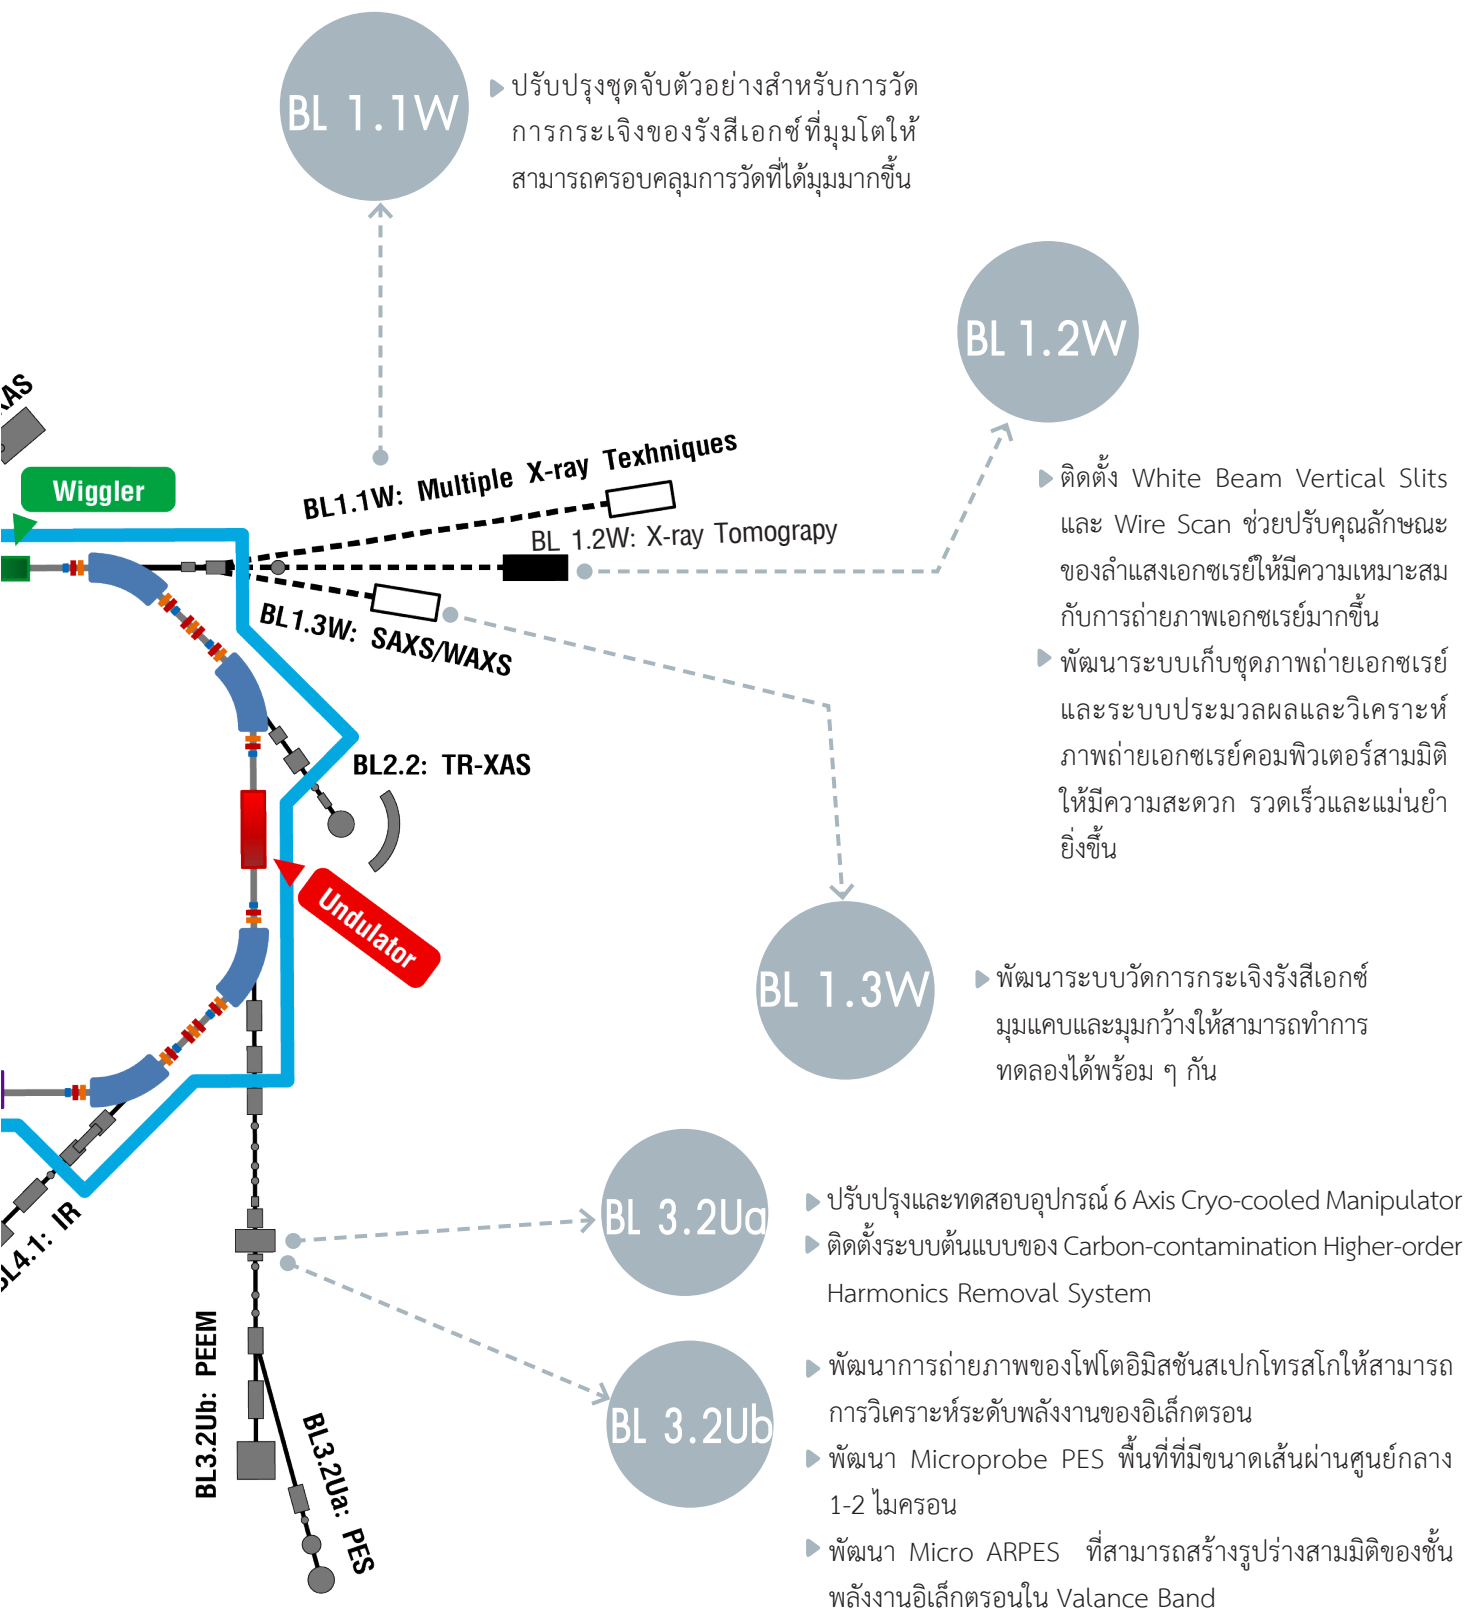 BL 1.1W
ปรับปรุงชุดจับตัวอย่างสำหรับการวัด
การกระเจิงของรังสีเอกซ์ที่มุมโตให้
สามารถครอบคลุมการวัดที่ได้มุมมากขึ้น
BL 1.2W
ติดตั้ง White Beam Vertical Slits
และ Wire Scan ช่วยปรับคุณลักษณะ
ของลำแสงเอกซเรย์ให้มีความเหมาะสม
กับการถ่ายภาพเอกซเรย์มากขึ้น
พัฒนาระบบเก็บชุดภาพถ่ายเอกซเรย์
และระบบประมวลผลและวิเคราะห์
ภาพถ่ายเอกซเรย์คอมพิวเตอร์สามมิติ
ให้มีความสะดวก รวดเร็วและแม่นยำ
ยิ่งขึ้น
Wiggler
BL1.1W: Multiple X-ray Texhniques
BL 1.2W: X-ray Tomograpy
BL1.3W: SAXS/WAXS
BL2.2: TR-XAS
Undulator
BL 1.3W
พัฒนาระบบวัดการกระเจิงรังสีเอกซ์
มุมแคบและมุมกว้างให้สามารถทำการ
ทดลองได้พร้อม ๆ กัน
BL4.1: IR
BL 3.2Ua
ปรับปรุงและทดสอบอุปกรณ์ 6 Axis Cryo-cooled Manipulator
ติดตั้งระบบต้นแบบของ Carbon-contamination Higher-order
Harmonics Removal System
BL3.2Ub: PEEM
BL3.2Ua: PES
BL 3.2Ub
พัฒนาการถ่ายภาพของโฟโตอิมิสชันสเปกโทรสโกให้สามารถ
การวิเคราะห์ระดับพลังงานของอิเล็กตรอน
พัฒนา Microprobe PES พื้นที่ที่มีขนาดเส้นผ่านศูนย์กลาง
1-2 ไมครอน
พัฒนา Micro ARPES ที่สามารถสร้างรูปร่างสามมิติของชั้น
พลังงานอิเล็กตรอนใน Valance Band